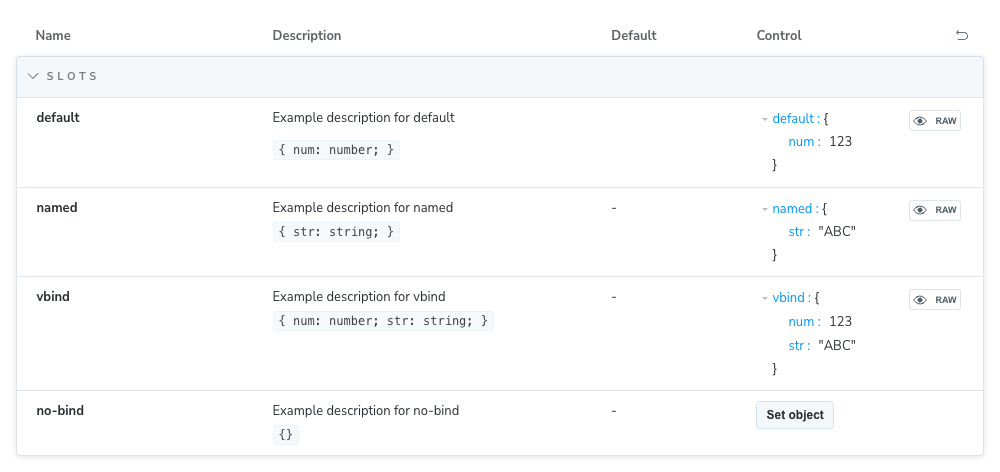 Name Description Default Control
SLOTS
default Example description for default default : { RAW
{ num: number; } num : 123
}
named Example description for named - named : { RAW
{ str: string; } str : "ABC"
}
vbind Example description for vbind - vbind : { RAW
{ num: number; str: string; } num : 123
str : "ABC"
}
no-bind Example description for no-bind - Set object
{}